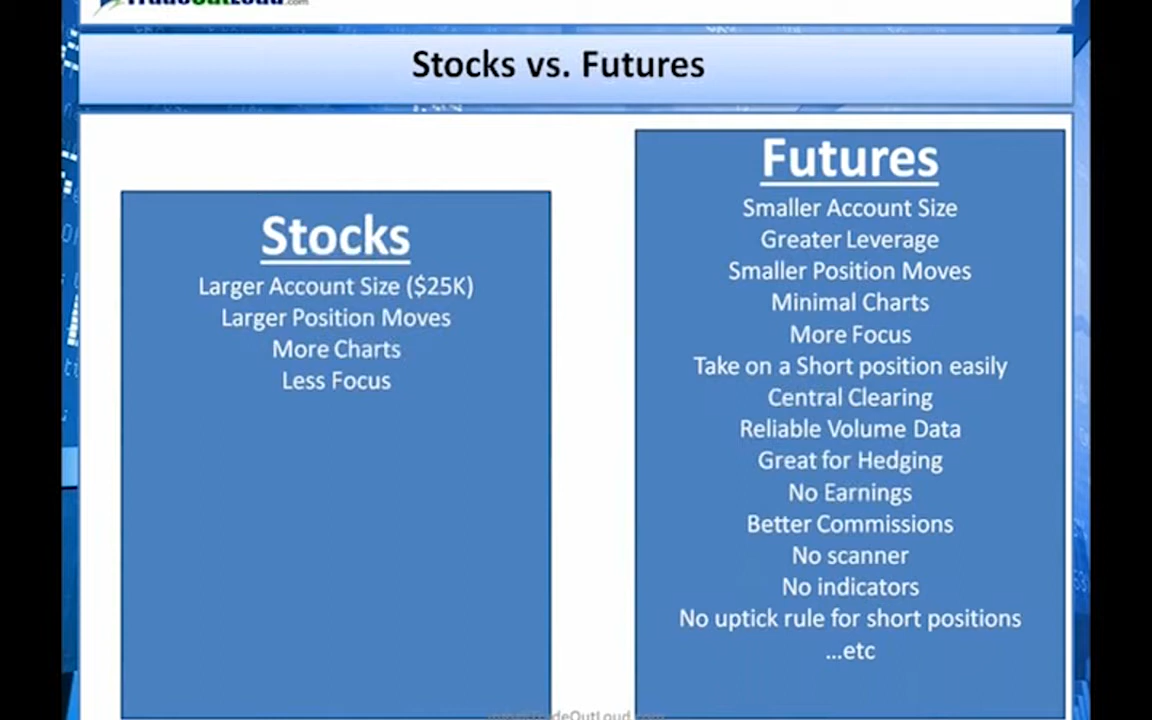 TradeOutLoud.com
Stocks vs. Futures
Stocks
Larger Account Size ($25K)
Larger Position Moves
More Charts
Less Focus
Futures
Smaller Account Size
Greater Leverage
Smaller Position Moves
Minimal Charts
More Focus
Take on a Short position easily
Central Clearing
Reliable Volume Data
Great for Hedging
No Earnings
Better Commissions
No scanner
No indicators
No uptick rule for short positions
...etc